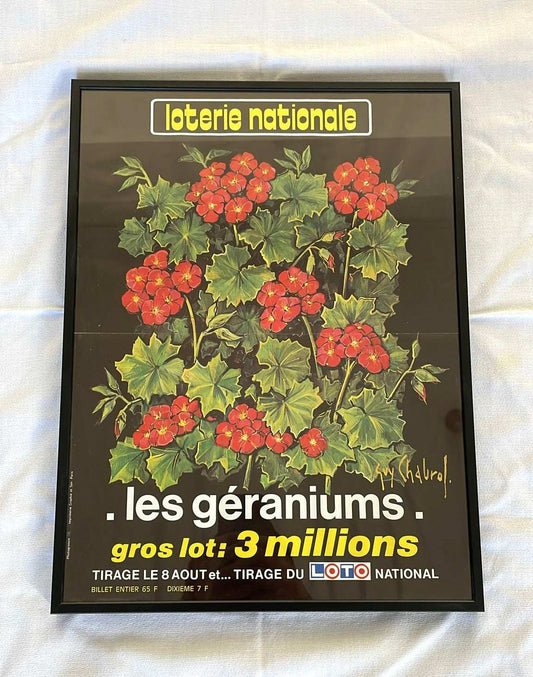 loterie nationale
Guy Chabrol.
. les géraniums .
gros lot: 3 millions
TIRAGE LE 8 AOUT et... TIRAGE DU LOTO NATIONAL
BILLET ENTIER 65 F DIXIEME 7 F